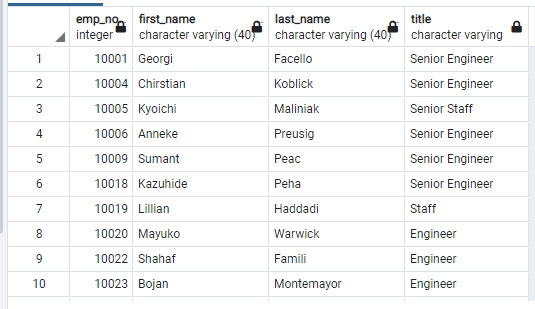 emp_no first_name last_name title
integer character varying (40) character varying (40) character varying
1 10001 Georgi Facello Senior Engineer
2 10004 Chirstian Koblick Senior Engineer
3 10005 Kyoichi Maliniak Senior Staff
4 10006 Anneke Preusig Senior Engineer
5 10009 Sumant Peac Senior Engineer
6 10018 Kazuhide Peha Senior Engineer
7 10019 Lillian Haddadi Staff
8 10020 Mayuko Warwick Engineer
9 10022 Shahaf Famili Engineer
10 10023 Bojan Montemayor Engineer